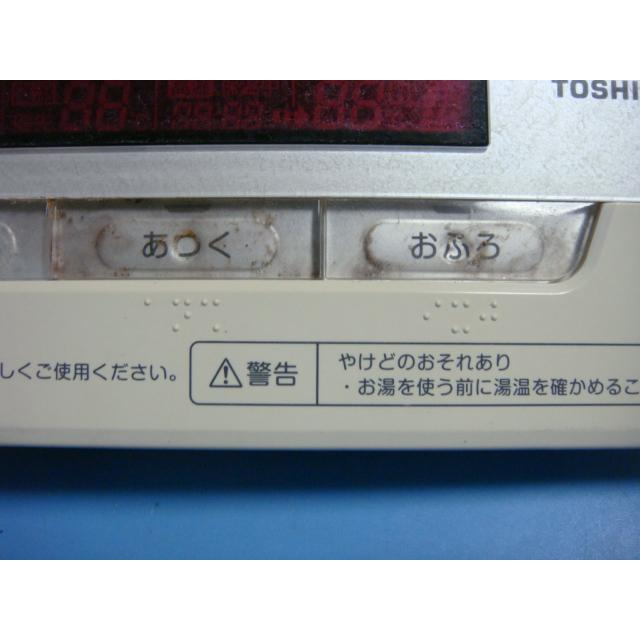 TOSHI
あつく
おふろ
しくご使用ください。
警告
やけどのおそれあり
・お湯を使う前に湯温を確かめるこ